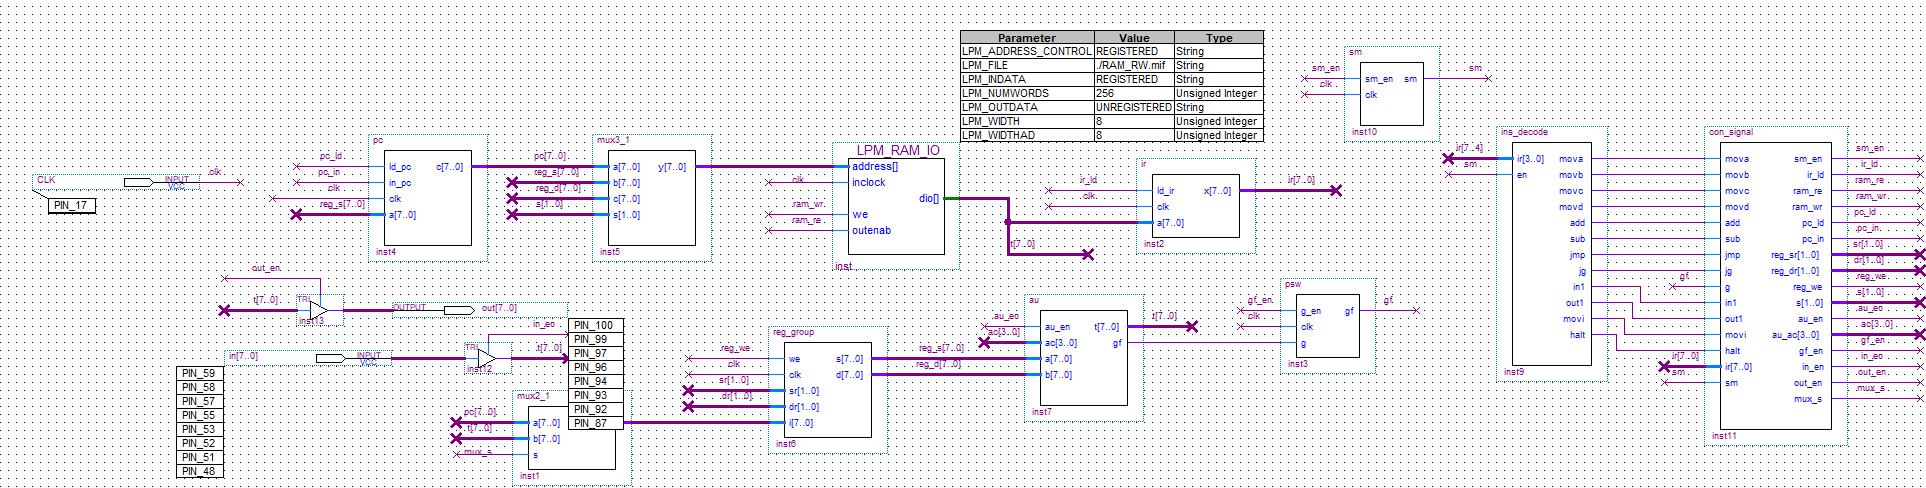 Parameter Value Type
LPM_ADDRESS_CONTROL REGISTERED String
LPM_FILE ./RAM_RW.mif String
LPM_INDATA REGISTERED String
LPM_NUMWORDS 256 Unsigned Integer
LPM_OUTDATA UNREGISTERED String
LPM_WIDTH 8 Unsigned Integer
LPM_WIDTHAD 8 Unsigned Integer
CLK
INPUT
VCC
clk
PIN_17
pc
pc_ld
pc_in
clk
reg_s[7..0]
ld_pc c[7..0]
in_pc
clk
a[7..0]
inst4
mux3_1
pc[7..0]
reg_s[7..0]
reg_d[7..0]
s[1..0]
a[7..0] y[7..0]
b[7..0]
c[7..0]
s[1..0]
inst5
LPM_RAM_IO
clk
ram_wr
ram_re
address[]
inclock
dio[]
we
outenab
inst
t[7..0]
ir
ir_ld
clk
ld_ir x[7..0]
clk
a[7..0]
inst2
ir[7..0]
sm
sm_en
clk
sm_en sm
clk
inst10
sm
ins_decode
ir[7..4]
sm
ir[3..0] mova
en movb
movc
movd
add
sub
jmp
jg
in1
out1
movi
halt
inst9
con_signal
gf
ir[7..0]
sm
mova sm_en
movb ir_ld
movc ram_re
movd ram_wr
add pc_ld
sub pc_in
jmp reg_sr[1..0]
jg reg_dr[1..0]
g reg_we
in1 s[1..0]
out1 au_en
movi au_ac[3..0]
halt gf_en
ir[7..0] in_en
sm out_en
mux_s
inst11
sm_en
ir_ld
ram_re
ram_wr
pc_ld
pc_in
sr[1..0]
dr[1..0]
reg_we
s[1..0]
au_en
ac[3..0]
gf_en
in_en
out_en
mux_s
out_en
t[7..0]
TRI
inst13
OUTPUT
out[7..0]
in[7..0]
INPUT
VCC
in_en
TRI
inst12
t[7..0]
PIN_100
PIN_99
PIN_97
PIN_96
PIN_94
PIN_93
PIN_92
PIN_87
PIN_59
PIN_58
PIN_57
PIN_55
PIN_53
PIN_52
PIN_51
PIN_48
mux2_1
pc[7..0]
t[7..0]
mux_s
a[7..0]
b[7..0]
s
inst1
reg_group
reg_we
clk
sr[1..0]
dr[1..0]
we s[7..0]
clk d[7..0]
sr[1..0]
dr[1..0]
i[7..0]
inst6
reg_s[7..0]
reg_d[7..0]
au
au_en
ac[3..0]
au_en t[7..0]
ac[3..0] gf
a[7..0]
b[7..0]
inst7
t[7..0]
psw
gf_en
clk
g_en gf
clk
g
inst3
gf